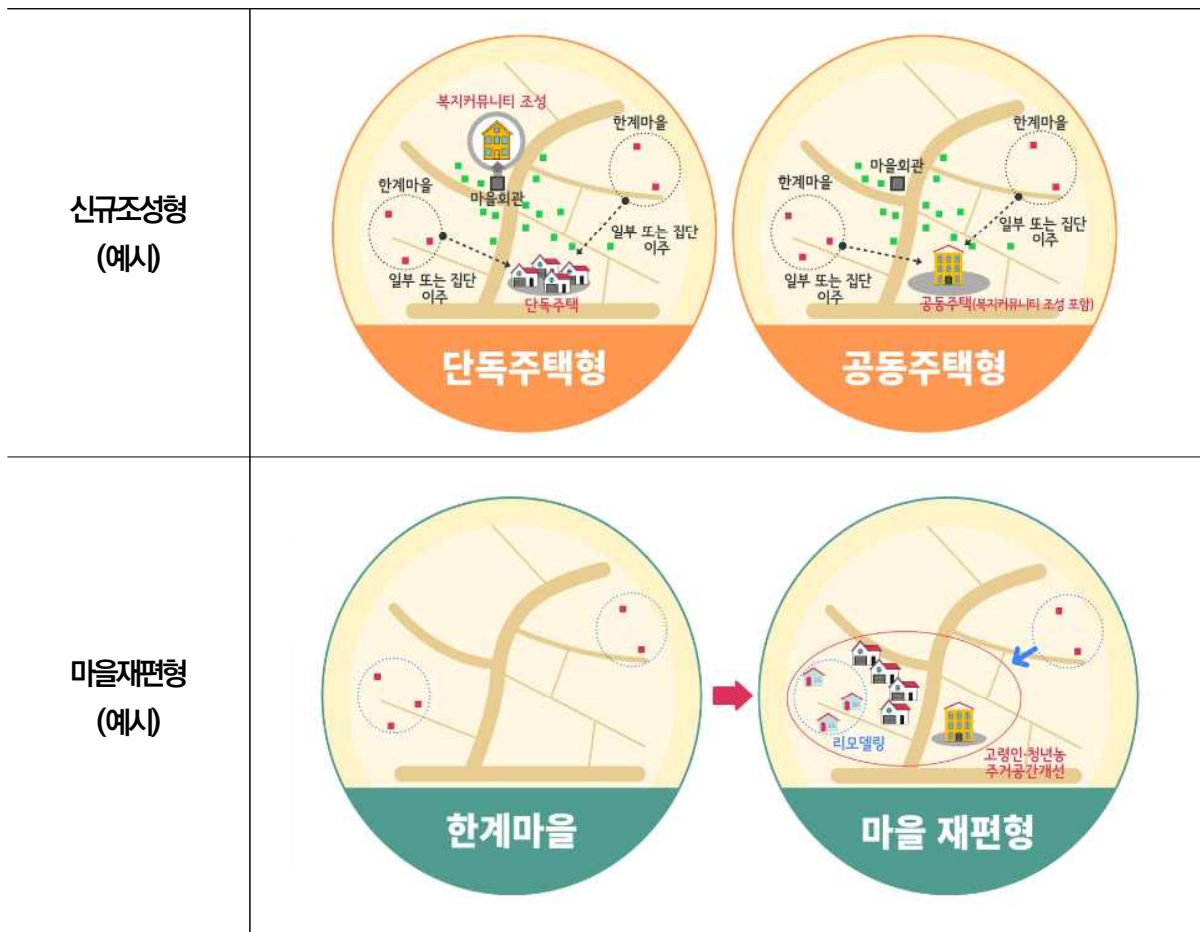 신규조성형
(예시)
복지커뮤니티 조성
한계마을
한계마을
마을회관
일부 또는 집단
이주
일부 또는 집단
이주
단독주택
단독주택형
한계마을
마을회관
한계마을
일부 또는 집단
이주
일부 또는 집단
이주
공동주택(복지커뮤니티 조성 포함)
공동주택형
마을재편형
(예시)
한계마을
리모델링
고령인·청년농
주거공간개선
마을 재편형